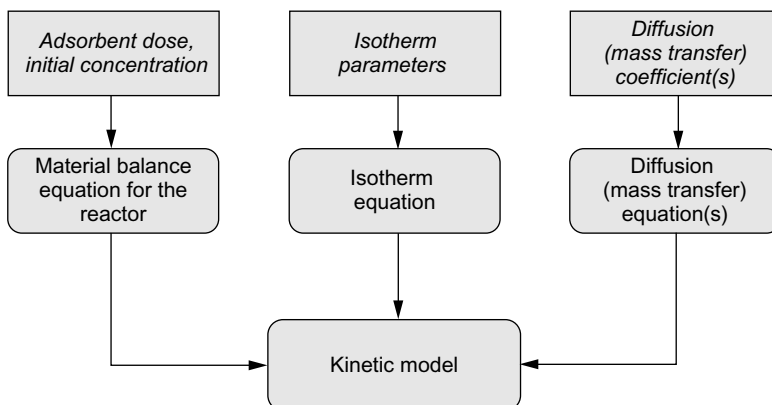 Adsorbent dose,
initial concentration
Isotherm
parameters
Diffusion
(mass transfer)
coefficient(s)
Material balance
equation for the
reactor
Isotherm
equation
Diffusion
(mass transfer)
equation(s)
Kinetic model